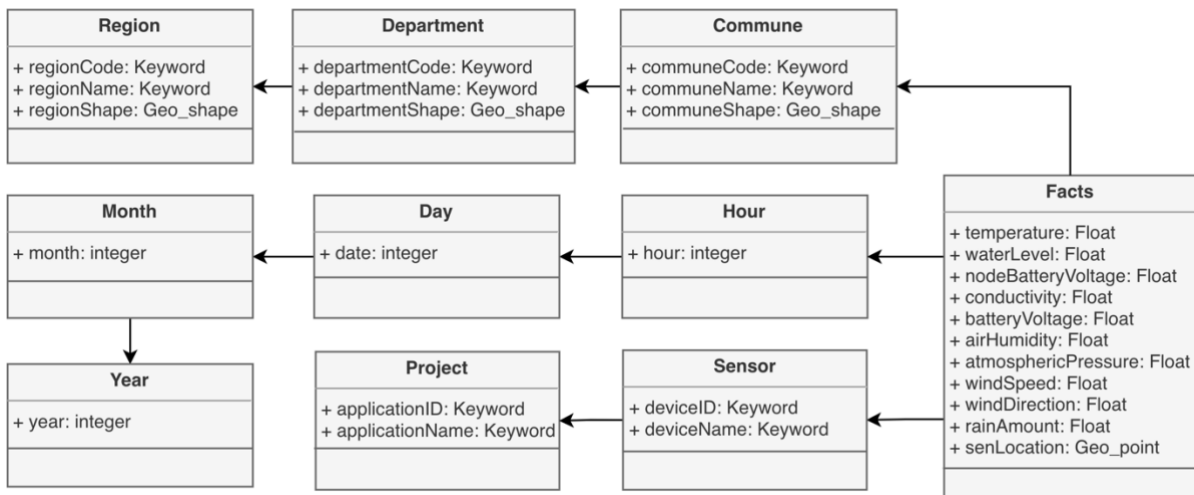 Region
+ regionCode: Keyword
+ regionName: Keyword
+ regionShape: Geo_shape
Department
+ departmentCode: Keyword
+ departmentName: Keyword
+ departmentShape: Geo_shape
Commune
+ communeCode: Keyword
+ communeName: Keyword
+ communeShape: Geo_shape
Month
+ month: integer
Day
+ date: integer
Hour
+ hour: integer
Facts
+ temperature: Float
+ waterLevel: Float
+ nodeBatteryVoltage: Float
+ conductivity: Float
+ batteryVoltage: Float
+ airHumidity: Float
+ atmosphericPressure: Float
+ windSpeed: Float
+ windDirection: Float
+ rainAmount: Float
+ senLocation: Geo_point
Year
+ year: integer
Project
+ applicationID: Keyword
+ applicationName: Keyword
Sensor
+ deviceID: Keyword
+ deviceName: Keyword